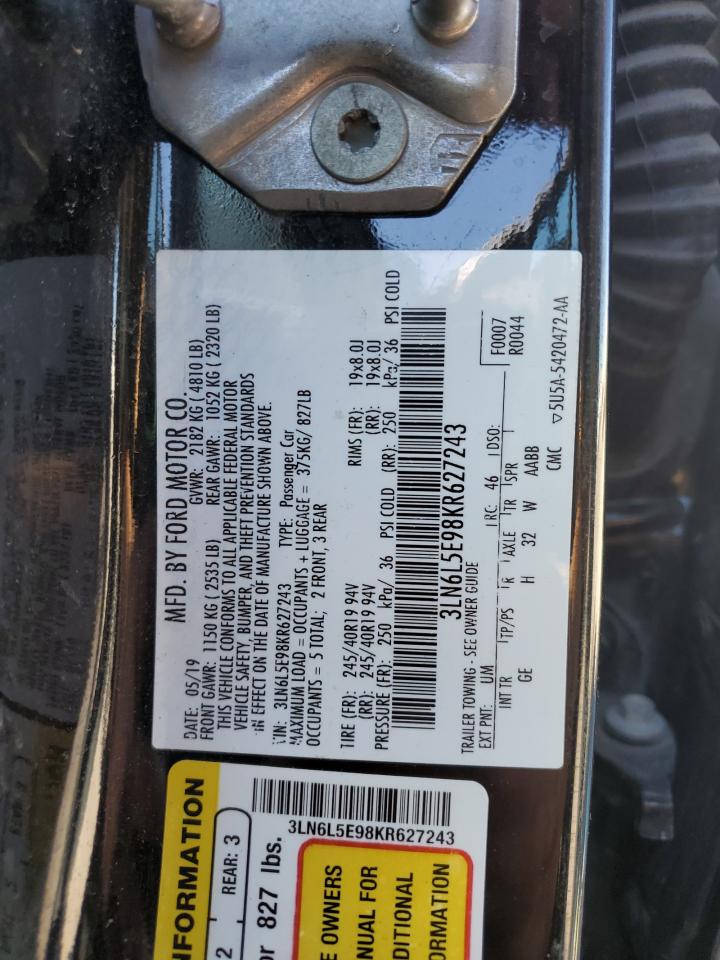 MFD. BY FORD MOTOR CO.
DATE: 05/19 GVWR: 2182 KG ( 4810 LB)
FRONT GAWR: 1150 KG ( 2535 LB) REAR GAWR: 1052 KG ( 2320 LB)
THIS VEHICLE CONFORMS TO ALL APPLICABLE FEDERAL MOTOR
VEHICLE SAFETY, BUMPER, AND THEFT PREVENTION STANDARDS
IN EFFECT ON THE DATE OF MANUFACTURE SHOWN ABOVE.
VIN: 3LN6L5E98KR627243 TYPE: Passenger Car
MAXIMUM LOAD = OCCUPANTS + LUGGAGE = 375KG/ 827LB
OCCUPANTS = 5 TOTAL; 2 FRONT, 3 REAR
TIRE (FR): 245/40R19 94V RIMS (FR): 19x8.0J
(RR): 245/40R19 94V (RR): 19x8.0J
PRESSURE (FR): 250 kPa/ 36 PSI COLD (RR): 250 kPa/ 36 PSI COLD
3LN6L5E98KR627243
TRAILER TOWING - SEE OWNER GUIDE
EXT PNT: UM RC: 46 DSO: F0007
R0044
INT TR TP/PS R AXLE TR SPR
GE H 32 W AABB
CMC ▽5U5A-5420472-AA
3LN6L5E98KR627243
NFORMATION
2 REAR: 3
or 827 lbs.
E OWNERS
NUAL FOR
DITIONAL
ORMATION